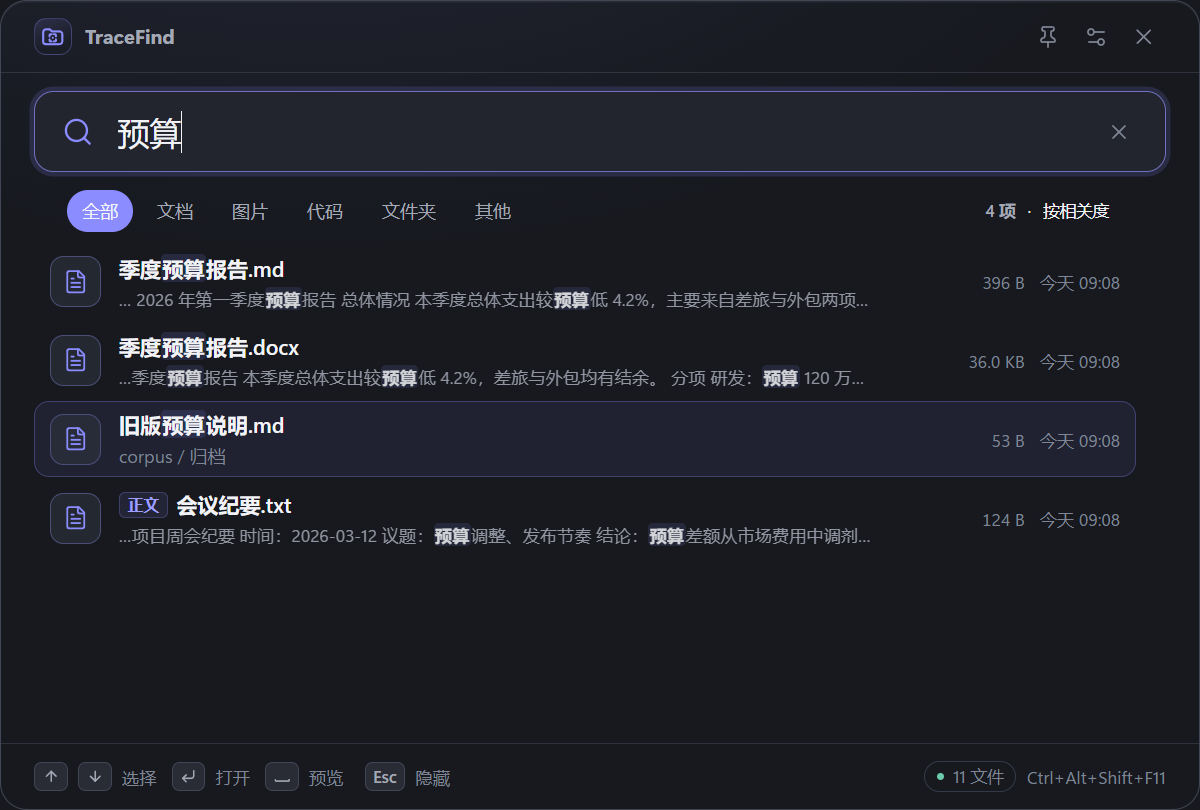 TraceFind
预算
全部 文档 图片 代码 文件夹 其他 4 项 · 按相关度
季度预算报告.md
... 2026 年第一季度预算报告 总体情况 本季度总体支出较预算低 4.2%，主要来自差旅与外包两项...
396 B 今天 09:08
季度预算报告.docx
...季度预算报告 本季度总体支出较预算低 4.2%，差旅与外包均有结余。 分项 研发：预算 120 万...
36.0 KB 今天 09:08
旧版预算说明.md
corpus / 归档
53 B 今天 09:08
正文 会议纪要.txt
...项目周会纪要 时间：2026-03-12 议题：预算调整、发布节奏 结论：预算差额从市场费用中调剂...
124 B 今天 09:08
选择 打开 预览 Esc 隐藏 11 文件 Ctrl+Alt+Shift+F11